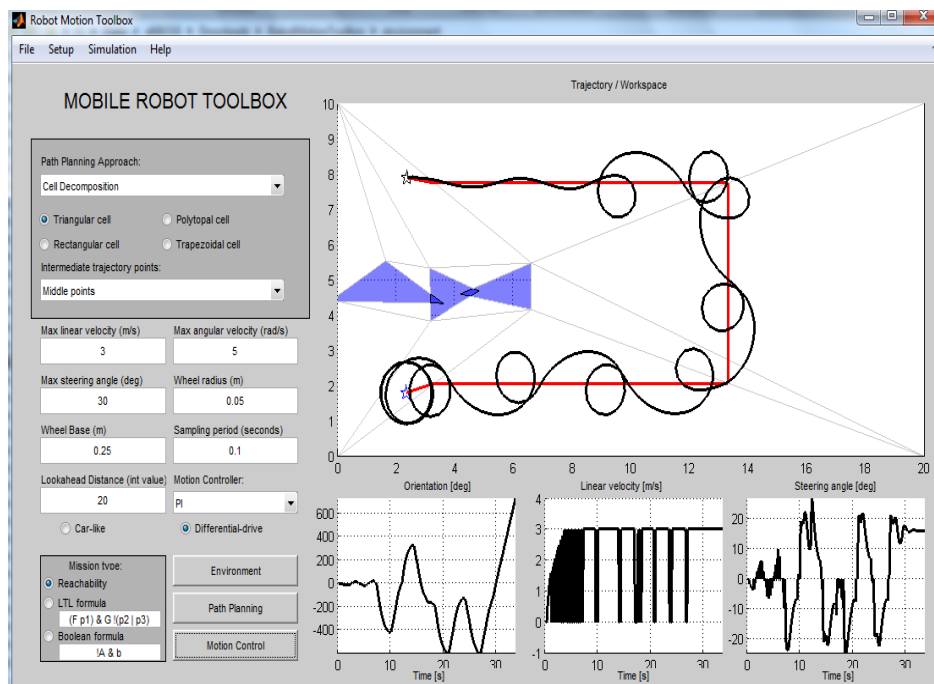 Robot Motion Toolbox
File Setup Simulation Help
MOBILE ROBOT TOOLBOX
Path Planning Approach:
Cell Decomposition
Triangular cell Polytopal cell
Rectangular cell Trapezoidal cell
Intermediate trajectory points:
Middle points
Max linear velocity (m/s) Max angular velocity (rad/s)
3 5
Max steering angle (deg) Wheel radius (m)
30 0.05
Wheel Base (m) Sampling period (seconds)
0.25 0.1
Lookahead Distance (int value) Motion Controller:
20 PI
Car-like Differential-drive
Mission type:
Reachability
LTL formula
(F p1) & G !(p2 | p3)
Boolean formula
!A & b
Environment
Path Planning
Motion Control
Trajectory / Workspace
10
9
8
7
6
5
4
3
2
1
0
0 2 4 6 8 10 12 14 16 18 20
Orientation [deg]
600
400
200
0
-200
-400
0 10 20 30
Time [s]
Linear velocity [m/s]
4
3
2
1
0
-1
0 10 20 30
Time [s]
Steering angle [deg]
20
10
0
-10
-20
0 10 20 30
Time [s]